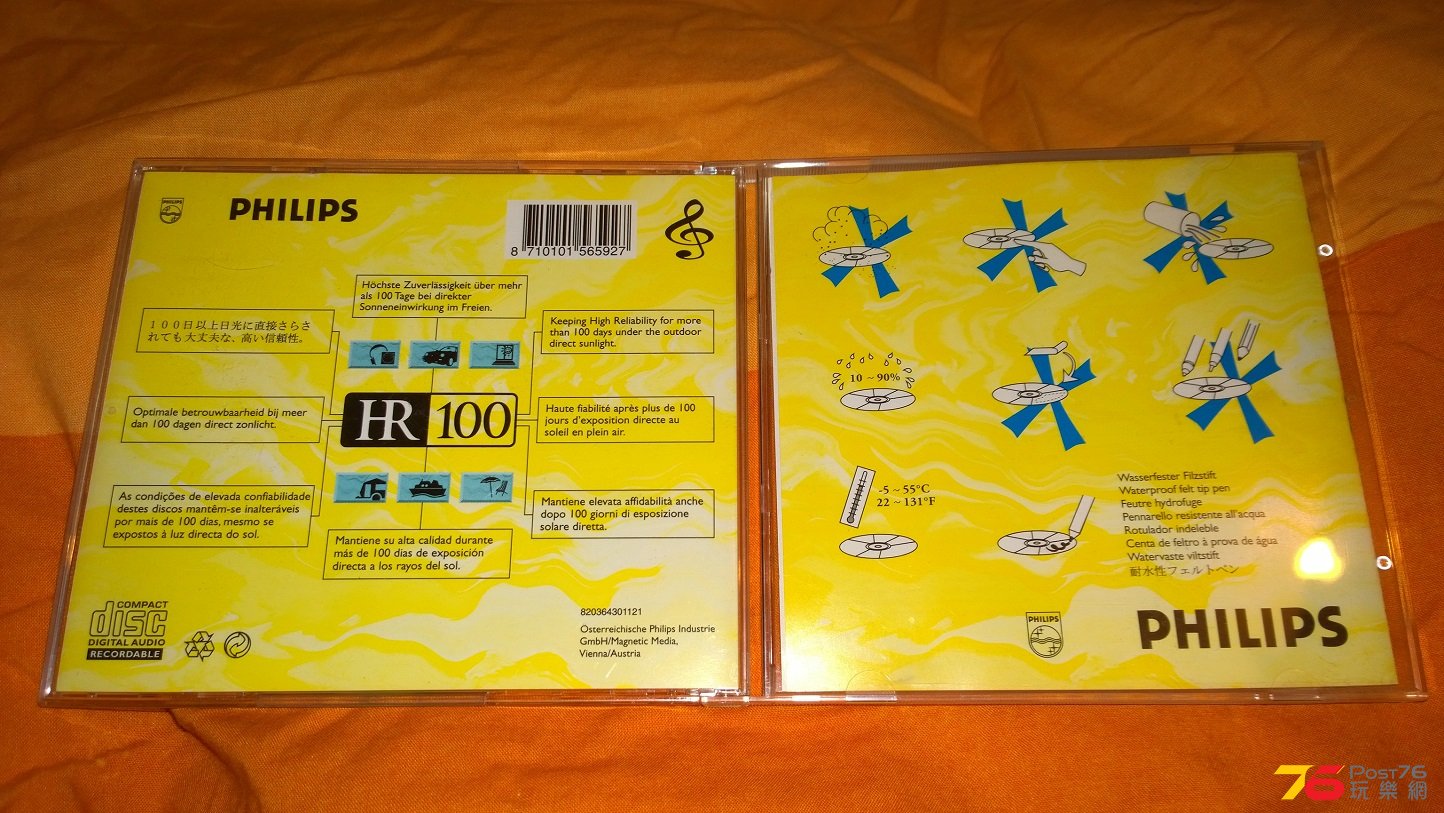 PHILIPS
PHILIPS
8 710101 565927
Höchste Zuverlässigkeit über mehr
als 100 Tage bei direkter
Sonneneinwirkung im Freien.
100日以上日光に直接さらさ
れても大丈夫な、高い信頼性。
Keeping High Reliability for more
than 100 days under the outdoor
direct sunlight.
Optimale betrouwbaarheid bij meer
dan 100 dagen direct zonlicht.
HR 100
Haute fiabilité après plus de 100
jours d'exposition directe au
soleil en plein air.
As condições de elevada confiabilidade
destes discos mantêm-se inalteráveis
por mais de 100 dias, mesmo se
expostos à luz directa do sol.
Mantiene su alta calidad durante
más de 100 dias de exposición
directa a los rayos del sol.
Mantiene elevata affidabilità anche
dopo 100 giorni di esposizione
solare diretta.
COMPACT
disc
DIGITAL AUDIO
RECORDABLE
820364301121
Österreichische Philips Industrie
GmbH/Magnetic Media,
Vienna/Austria
10 ~ 90%
-5 ~ 55°C
22 ~ 131°F
Wasserfester Filzstift
Waterproof felt tip pen
Feutre hydrofuge
Pennarello resistente all'acqua
Rotulador indeleble
Centa de feltro à prova de água
Watervaste viltstift
耐水性フェルトペン
PHILIPS
PHILIPS
76 Post76
玩樂網